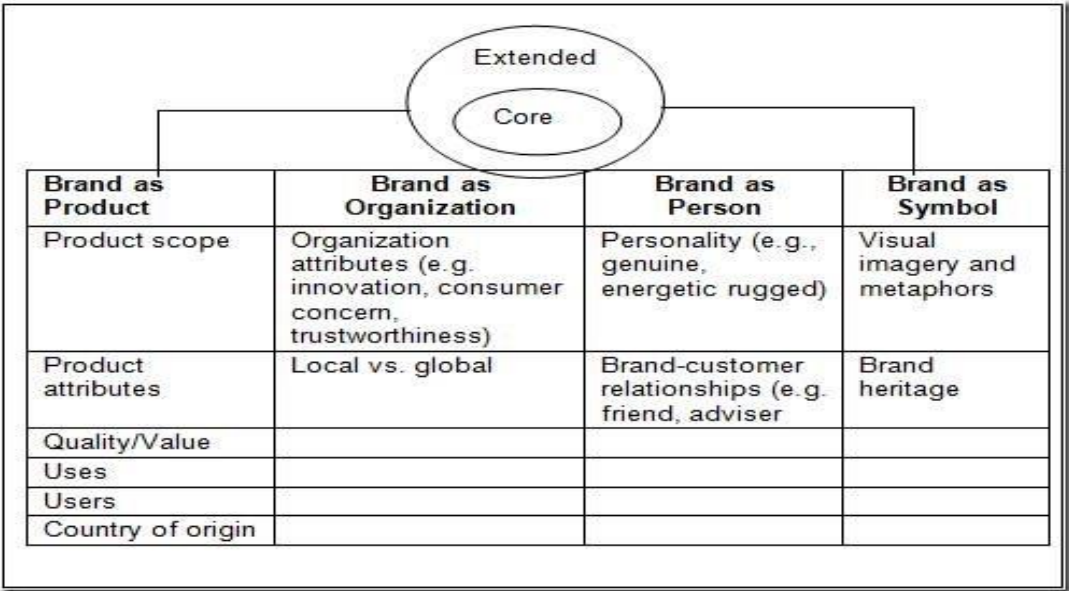 Extended
Core
Brand as
Product
Brand as
Organization
Brand as
Person
Brand as
Symbol
Product scope
Organization
attributes (e.g.
innovation, consumer
concern,
trustworthiness)
Personality (e.g.,
genuine,
energetic rugged)
Visual
imagery and
metaphors
Product
attributes
Local vs. global
Brand-customer
relationships (e.g.
friend, adviser
Brand
heritage
Quality/Value
Uses
Users
Country of origin